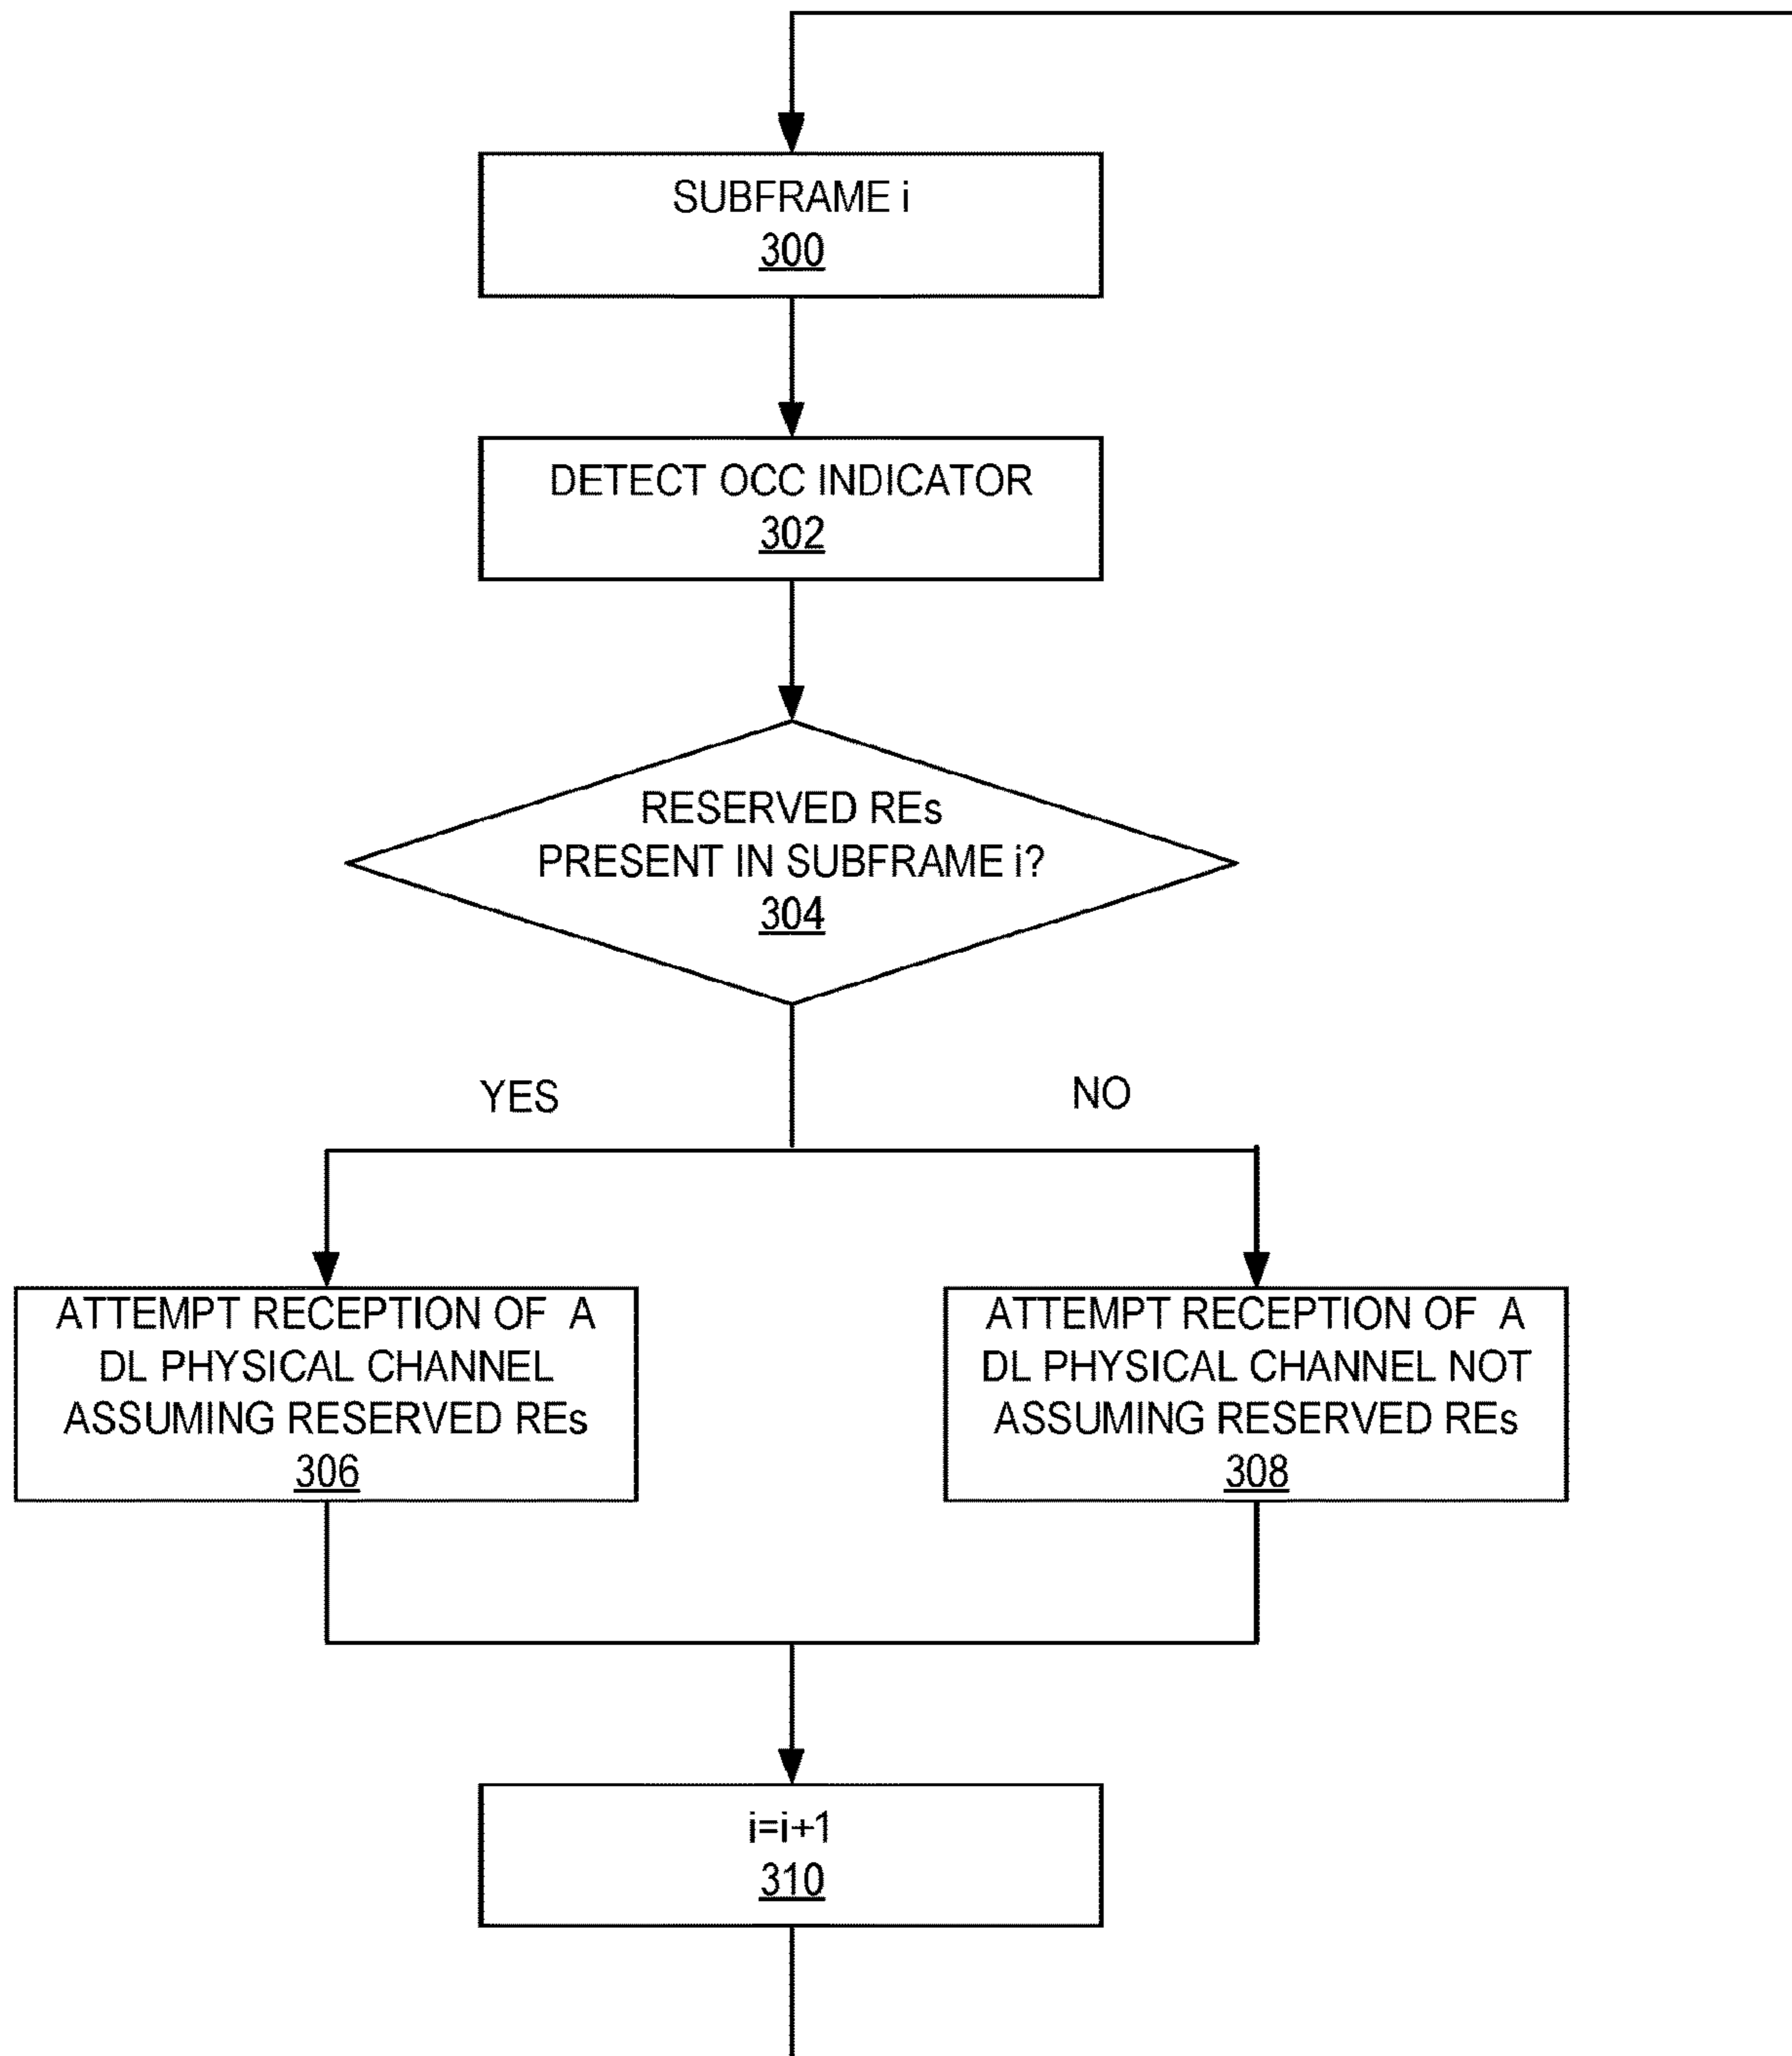 SUBFRAME i
300
DETECT OCC INDICATOR
302
RESERVED REs
PRESENT IN SUBFRAME i?
304
YES
NO
ATTEMPT RECEPTION OF A
DL PHYSICAL CHANNEL
ASSUMING RESERVED REs
306
ATTEMPT RECEPTION OF A
DL PHYSICAL CHANNEL NOT
ASSUMING RESERVED REs
308
i=i+1
310